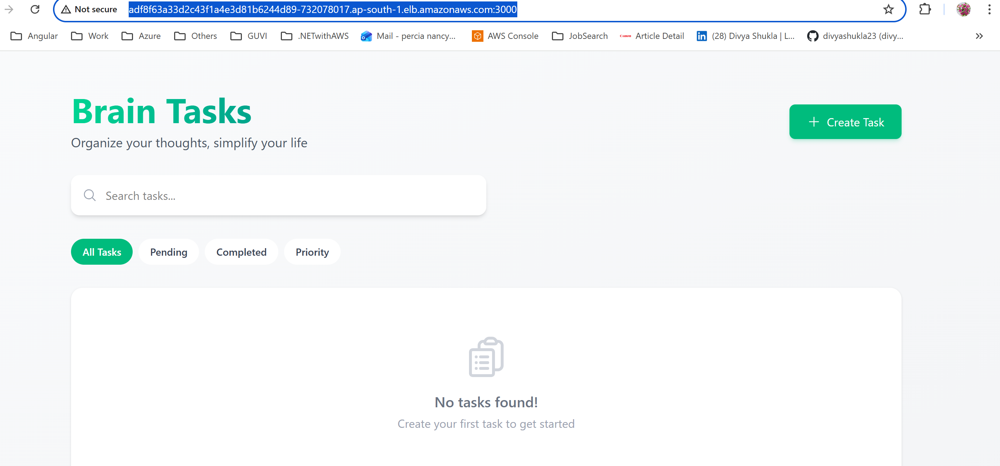 Not secure adf8f63a33d2c43f1a4e3d81b6244d89-732078017.ap-south-1.elb.amazonaws.com:3000
Angular Work Azure Others GUVI .NETwithAWS Mail - percia nancy... AWS Console JobSearch Canon Article Detail (28) Divya Shukla | L... divyashukla23 (divy...
Brain Tasks
Create Task
Organize your thoughts, simplify your life
Search tasks...
All Tasks Pending Completed Priority
No tasks found!
Create your first task to get started